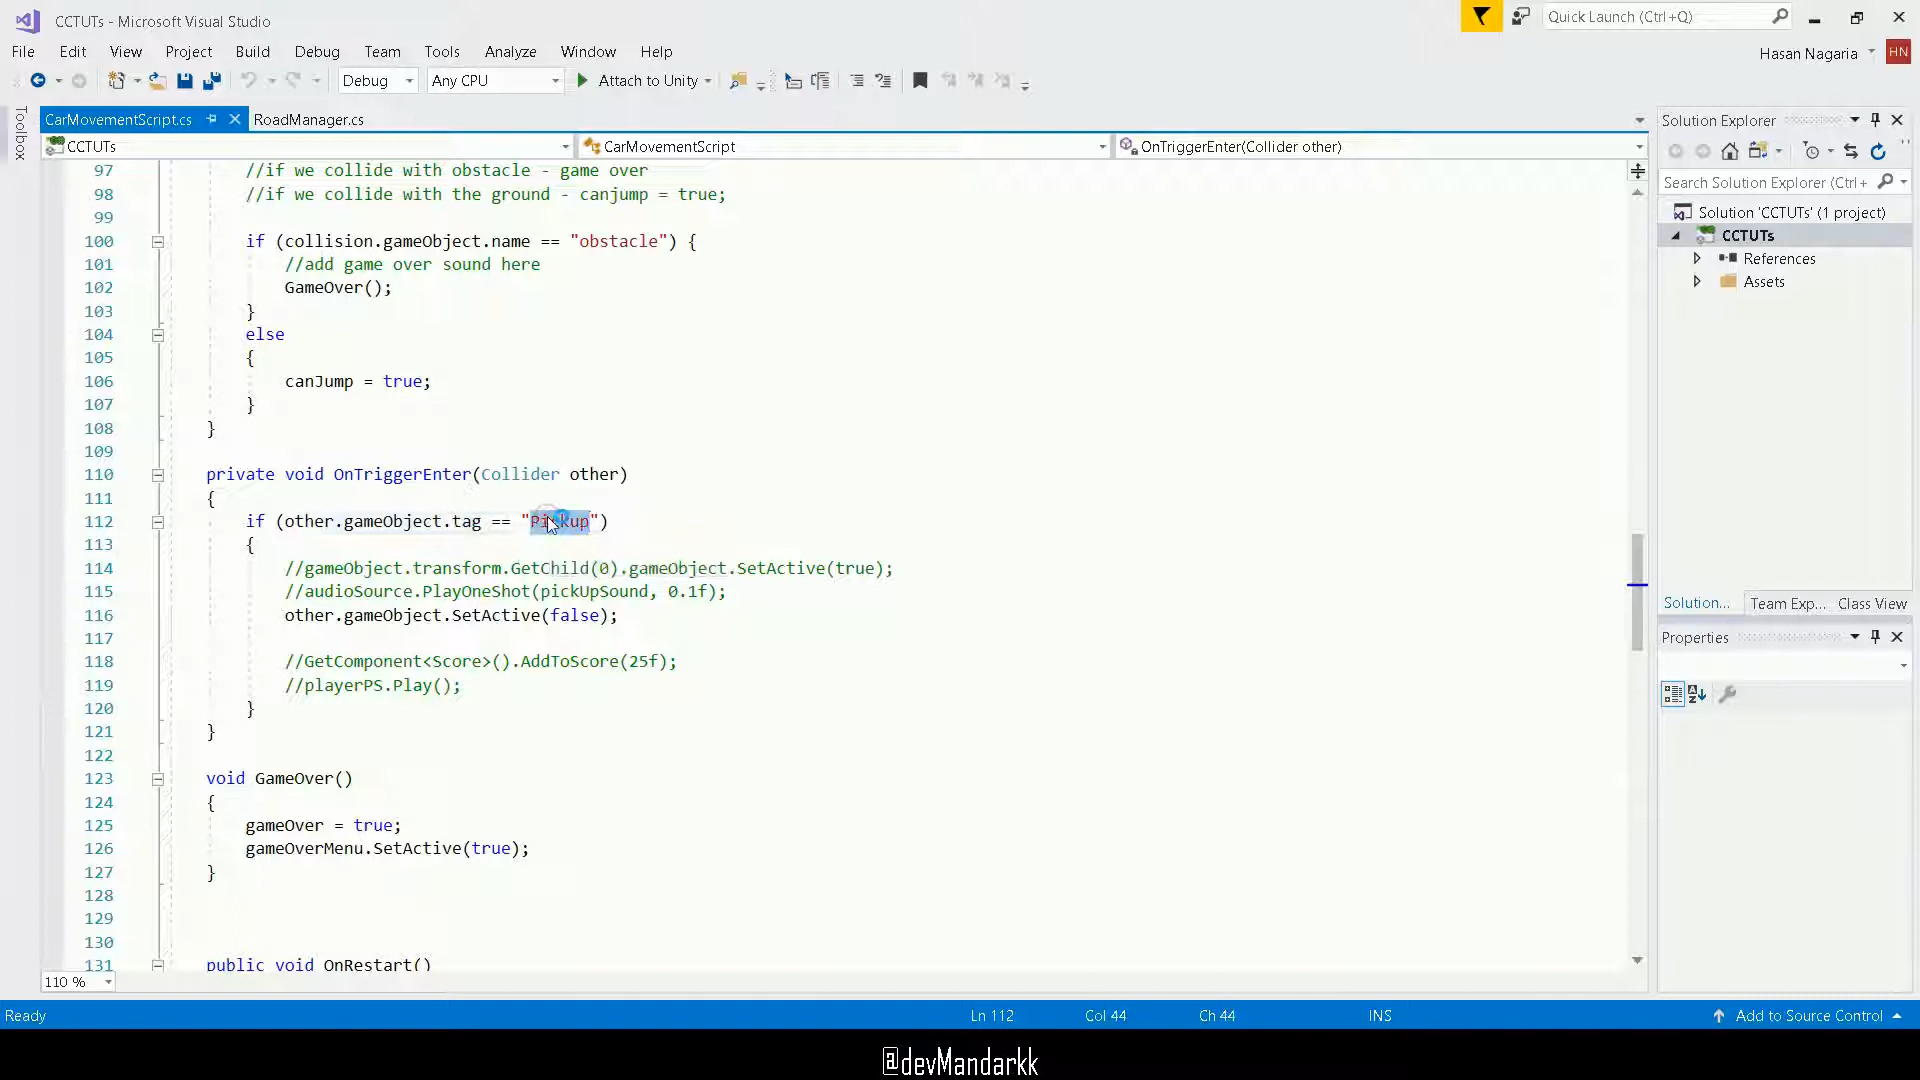 CCTUTs - Microsoft Visual Studio
Quick Launch (Ctrl+Q)
File Edit View Project Build Debug Team Tools Analyze Window Help
Hasan Nagaria HN
Debug Any CPU Attach to Unity
Toolbox
CarMovementScript.cs RoadManager.cs
CCTUTs CarMovementScript OnTriggerEnter(Collider other)
97 //if we collide with obstacle - game over
98 //if we collide with the ground - canjump = true;
99
100 if (collision.gameObject.name == "obstacle") {
101 //add game over sound here
102 GameOver();
103 }
104 else
105 {
106 canJump = true;
107 }
108 }
109
110 private void OnTriggerEnter(Collider other)
111 {
112 if (other.gameObject.tag == "Pickup")
113 {
114 //gameObject.transform.GetChild(0).gameObject.SetActive(true);
115 //audioSource.PlayOneShot(pickUpSound, 0.1f);
116 other.gameObject.SetActive(false);
117
118 //GetComponent<Score>().AddToScore(25f);
119 //playerPS.Play();
120 }
121 }
122
123 void GameOver()
124 {
125 gameOver = true;
126 gameOverMenu.SetActive(true);
127 }
128
129
130
131 public void OnRestart()
110 %
Solution Explorer
Search Solution Explorer (Ctrl+
Solution 'CCTUTs' (1 project)
CCTUTs
References
Assets
Solution... Team Exp... Class View
Properties
Ready Ln 112 Col 44 Ch 44 INS Add to Source Control
@devMandarkk